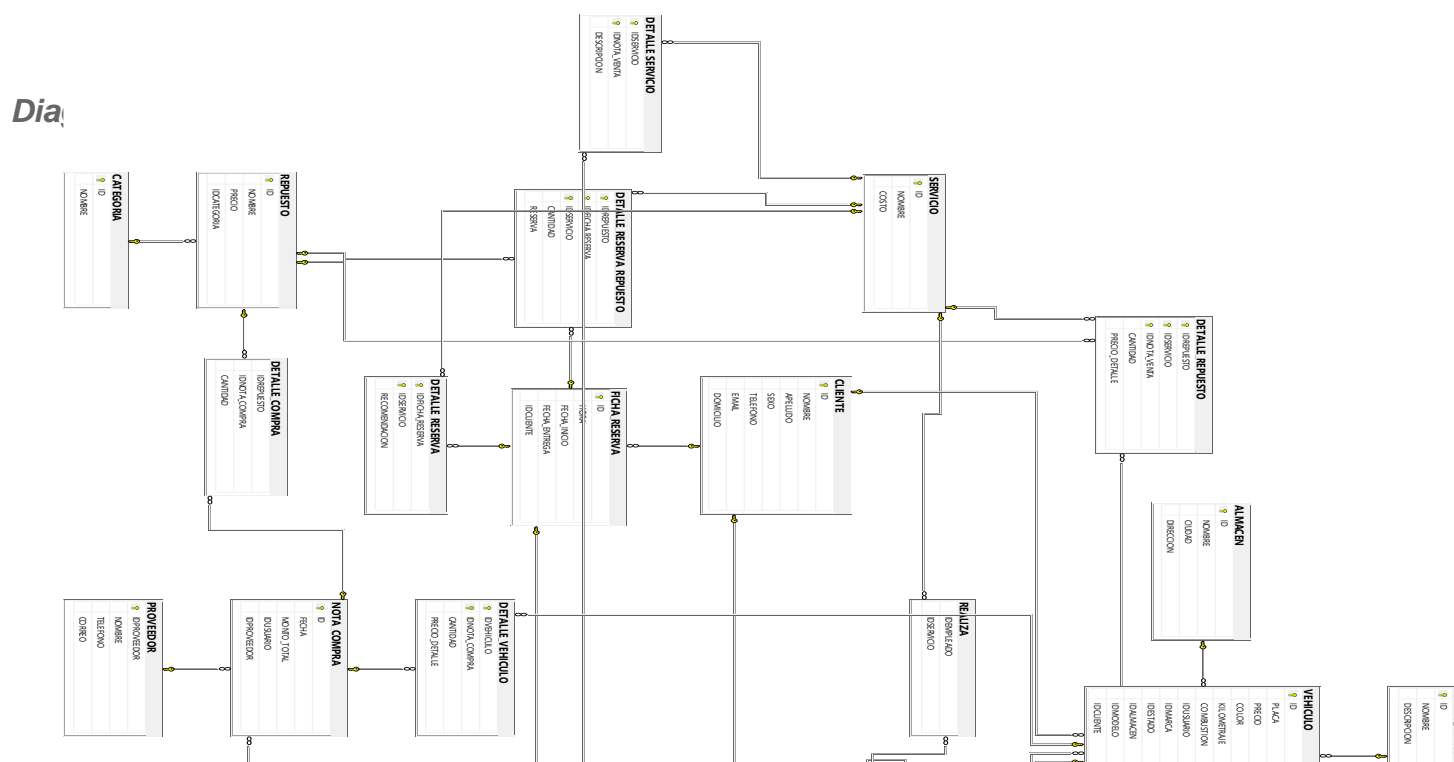 Dia
DETALLE SERVICIO
IDSERVICIO
IDNOTA_VENTA
DESCRIPCION
CATEGORIA
ID
NOMBRE
REPUESTO
ID
NOMBRE
PRECIO
IDCATEGORIA
DETALLE RESERVA REPUESTO
IDREPUESTO
IDFICHA_RESERVA
IDSERVICIO
CANTIDAD
RESERVA
SERVICIO
ID
NOMBRE
COSTO
DETALLE REPUESTO
IDREPUESTO
IDSERVICIO
IDNOTA_VENTA
CANTIDAD
PRECIO_DETALLE
DETALLE COMPRA
IDREPUESTO
IDNOTA_COMPRA
CANTIDAD
DETALLE RESERVA
IDFICHA_RESERVA
IDSERVICIO
RECOMENDACION
FICHA RESERVA
ID
FECHA_INICIO
FECHA_ENTREGA
IDCLIENTE
CLIENTE
ID
NOMBRE
APELLIDO
SEXO
TELEFONO
EMAIL
DOMICILIO
ALMACEN
ID
NOMBRE
CIUDAD
DIRECCION
PROVEEDOR
IDPROVEEDOR
NOMBRE
TELEFONO
CORREO
NOTA COMPRA
ID
FECHA
MONTO_TOTAL
IDUSUARIO
IDPROVEEDOR
DETALLE VEHICULO
IDVEHICULO
IDNOTA_COMPRA
CANTIDAD
PRECIO_DETALLE
REALIZA
IDEMPLEADO
IDSERVICIO
VEHICULO
ID
PLACA
PRECIO
COLOR
KILOMETRAJE
COMBUSTION
IDUSUARIO
IDMARCA
IDESTADO
IDALMACEN
IDMODELO
IDCLIENTE
ID
NOMBRE
DESCRIPCION